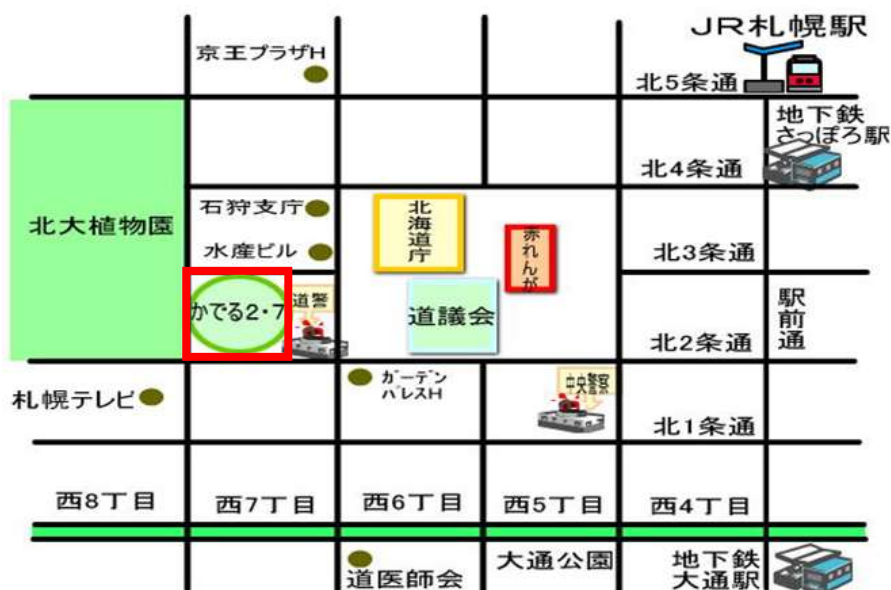 JR札幌駅
京王プラザH
北5条通
地下鉄
さっぽろ駅
北4条通
北大植物園
石狩支庁
北海道庁
赤れんが
水産ビル
北3条通
かでる2・7
道警
道議会
駅前通
北2条通
札幌テレビ
ガーデン
パレスH
中央警察
北1条通
西8丁目
西7丁目
西6丁目
西5丁目
西4丁目
道医師会
大通公園
地下鉄
大通駅